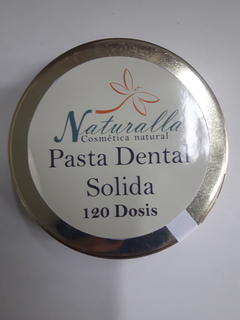 Naturalla
Cosmética natural
Pasta Dental
Solida
120 Dosis